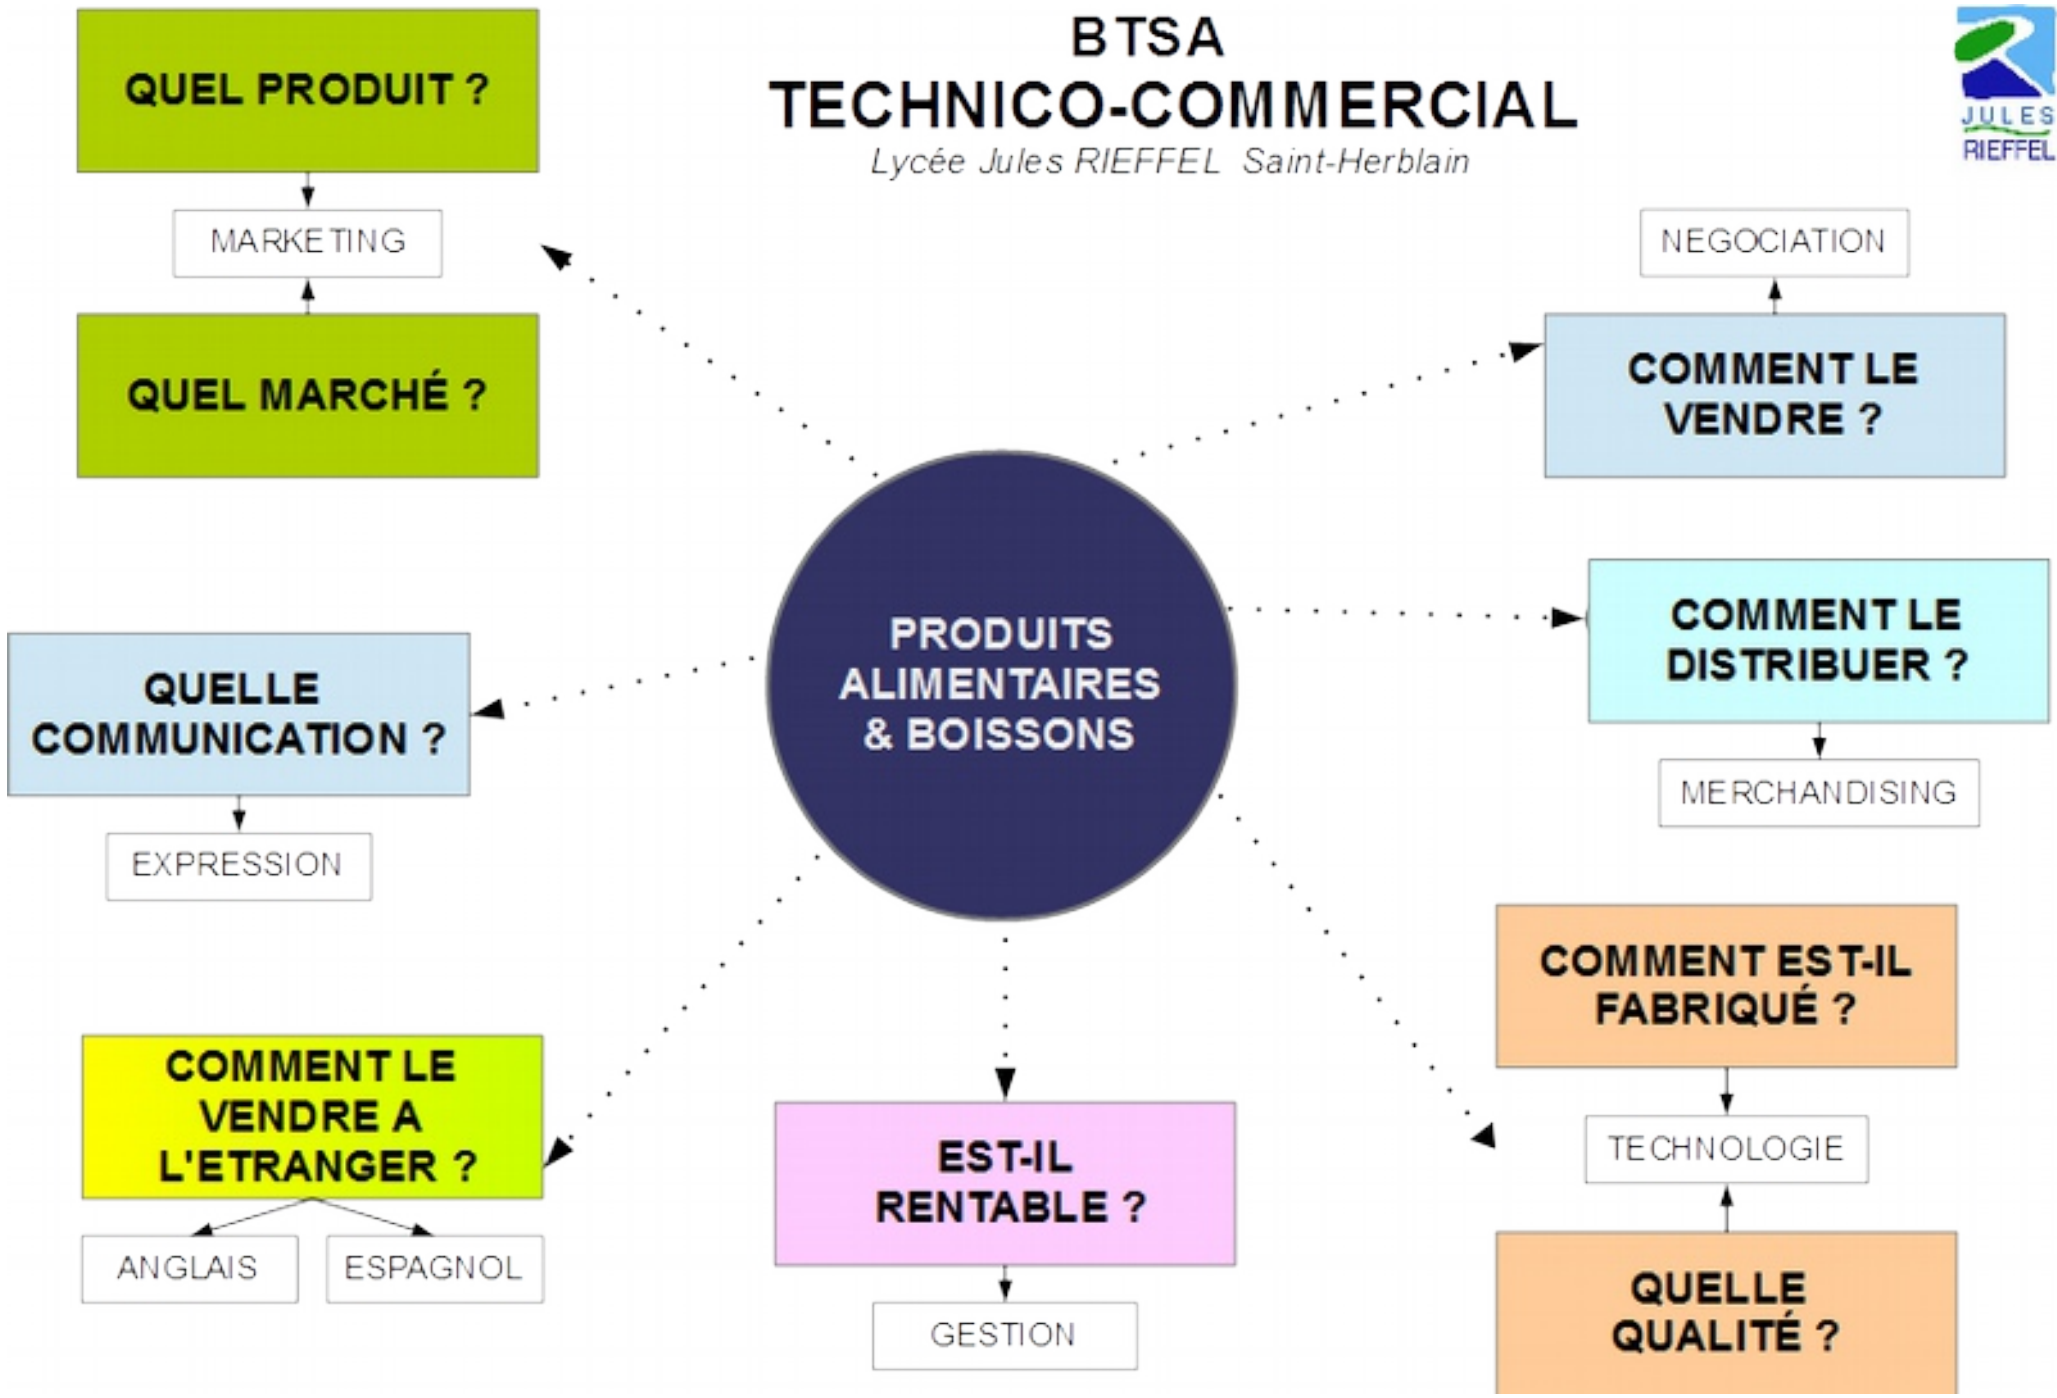 BTSA
TECHNICO-COMMERCIAL
Lycée Jules RIEFFEL Saint-Herblain
JULES
RIEFFEL
QUEL PRODUIT ?
MARKETING
QUEL MARCHÉ ?
NEGOCIATION
COMMENT LE
VENDRE ?
PRODUITS
ALIMENTAIRES
& BOISSONS
COMMENT LE
DISTRIBUER ?
MERCHANDISING
QUELLE
COMMUNICATION ?
EXPRESSION
COMMENT EST-IL
FABRIQUÉ ?
TECHNOLOGIE
QUELLE
QUALITÉ ?
COMMENT LE
VENDRE A
L'ETRANGER ?
ANGLAIS
ESPAGNOL
EST-IL
RENTABLE ?
GESTION